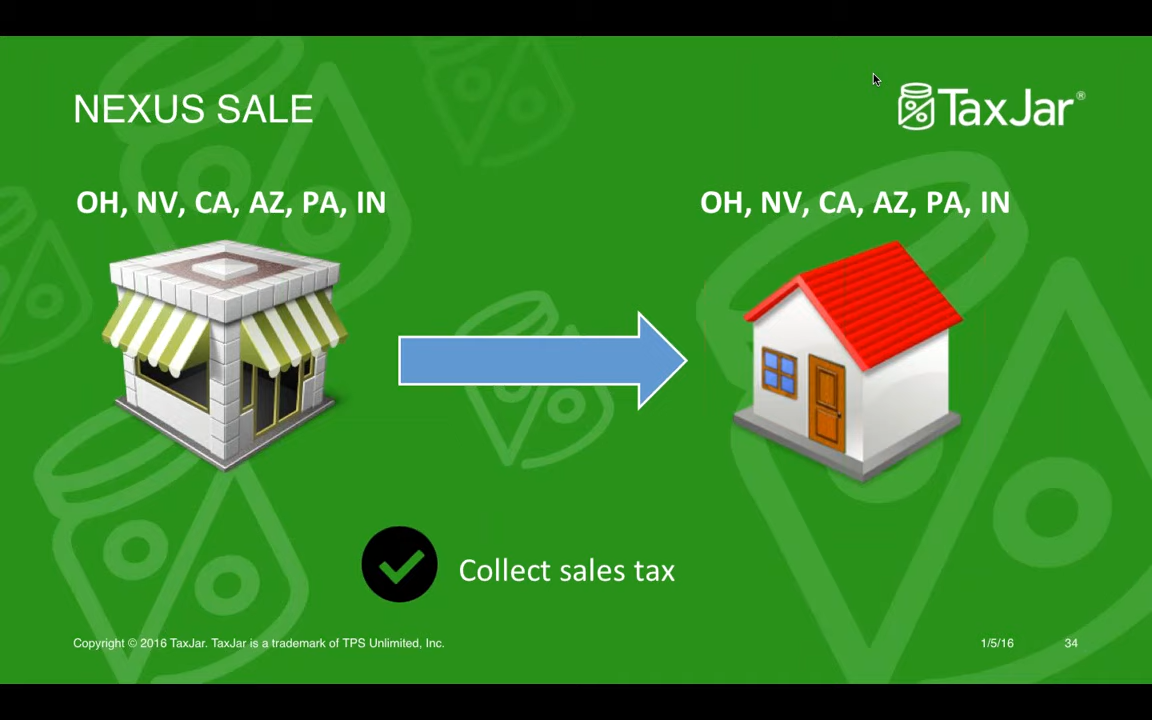 NEXUS SALE
TaxJar®
OH, NV, CA, AZ, PA, IN
OH, NV, CA, AZ, PA, IN
Collect sales tax
Copyright © 2016 TaxJar. TaxJar is a trademark of TPS Unlimited, Inc.
1/5/16
34